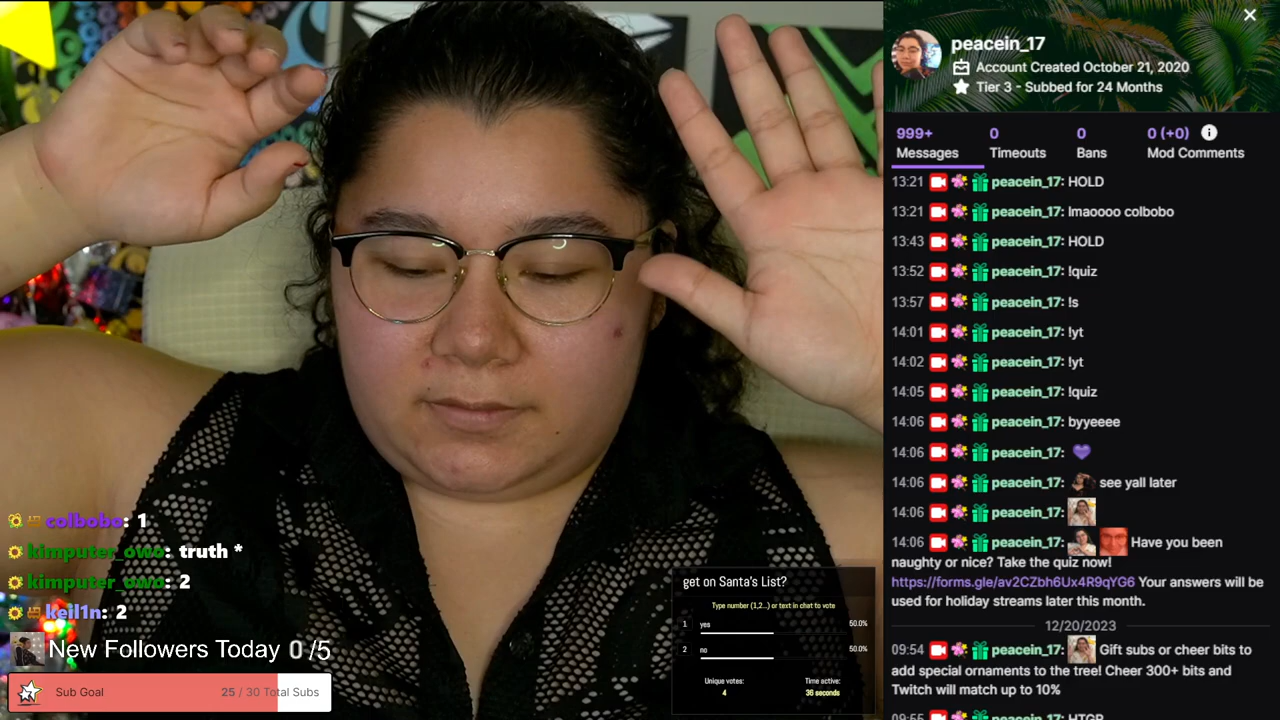 peacein_17
Account Created October 21, 2020
Tier 3 - Subbed for 24 Months
999+ 0 0 0 (+0)
Messages Timeouts Bans Mod Comments
13:21 peacein_17: HOLD
13:21 peacein_17: lmaoooo colbobo
13:43 peacein_17: HOLD
13:52 peacein_17: !quiz
13:57 peacein_17: !s
14:01 peacein_17: !yt
14:02 peacein_17: !yt
14:05 peacein_17: !quiz
14:06 peacein_17: byyeeee
14:06 peacein_17:
14:06 peacein_17: see yall later
14:06 peacein_17:
14:06 peacein_17: Have you been
naughty or nice? Take the quiz now!
https://forms.gle/av2CZbh6Ux4R9qYG6 Your answers will be
used for holiday streams later this month.
12/20/2023
09:54 peacein_17: Gift subs or cheer bits to
add special ornaments to the tree! Cheer 300+ bits and
Twitch will match up to 10%
09:55 peacein_17: HTGR
colbobo: 1
kimputer_owo: truth *
kimputer_owo: 2
keil1n: 2
New Followers Today 0 /5
Sub Goal 25 / 30 Total Subs
get on Santa's List?
Type number (1,2...) or text in chat to vote
1 yes 50.0%
2 no 50.0%
Unique votes: Time active:
4 36 seconds